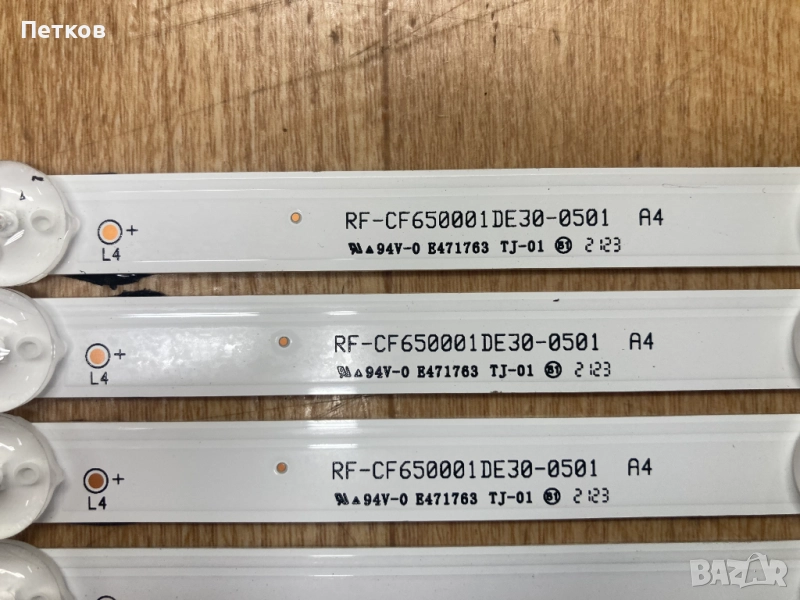 Петков
RF-CF650001DE30-0501 A4
L4 +
94V-0 E471763 TJ-01 2123
RF-CF650001DE30-0501 A4
L4 +
94V-0 E471763 TJ-01 2123
RF-CF650001DE30-0501 A4
L4 +
94V-0 E471763 TJ-01 2123
BAZAR